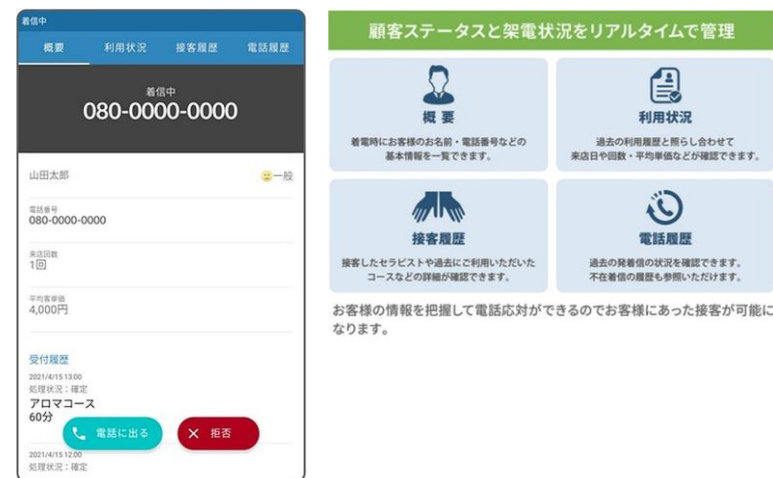 着信中
概要 利用状況 接客履歴 電話履歴
着信中
080-0000-0000
山田太郎 一般
電話番号
080-0000-0000
来店回数
1回
平均客単価
4,000円
受付履歴
2021/4/15 13:00
処理状況：確定
アロマコース
60分
電話に出る 拒否
2021/4/15 12:00
処理状況：確定
顧客ステータスと架電状況をリアルタイムで管理
概 要
着電時にお客様のお名前・電話番号などの
基本情報を一覧できます。
利用状況
過去の利用履歴と照らし合わせて
来店日や回数・平均単価などが確認できます。
接客履歴
接客したセラピストや過去にご利用いただいた
コースなどの詳細が確認できます。
電話履歴
過去の発着信の状況を確認できます。
不在着信の履歴も参照いただけます。
お客様の情報を把握して電話応対ができるのでお客様にあった接客が可能に
なります。